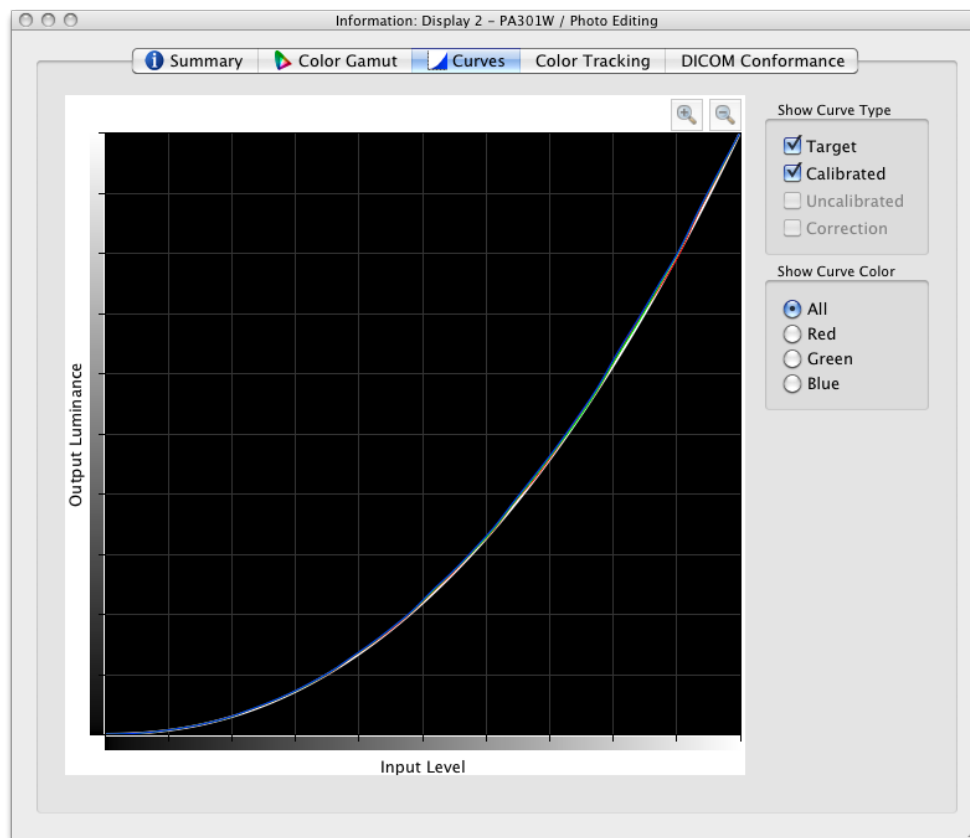 Information: Display 2 – PA301W / Photo Editing
Summary
Color Gamut
Curves
Color Tracking
DICOM Conformance
Show Curve Type
Target
Calibrated
Uncalibrated
Correction
Show Curve Color
All
Red
Green
Blue
Output Luminance
Input Level